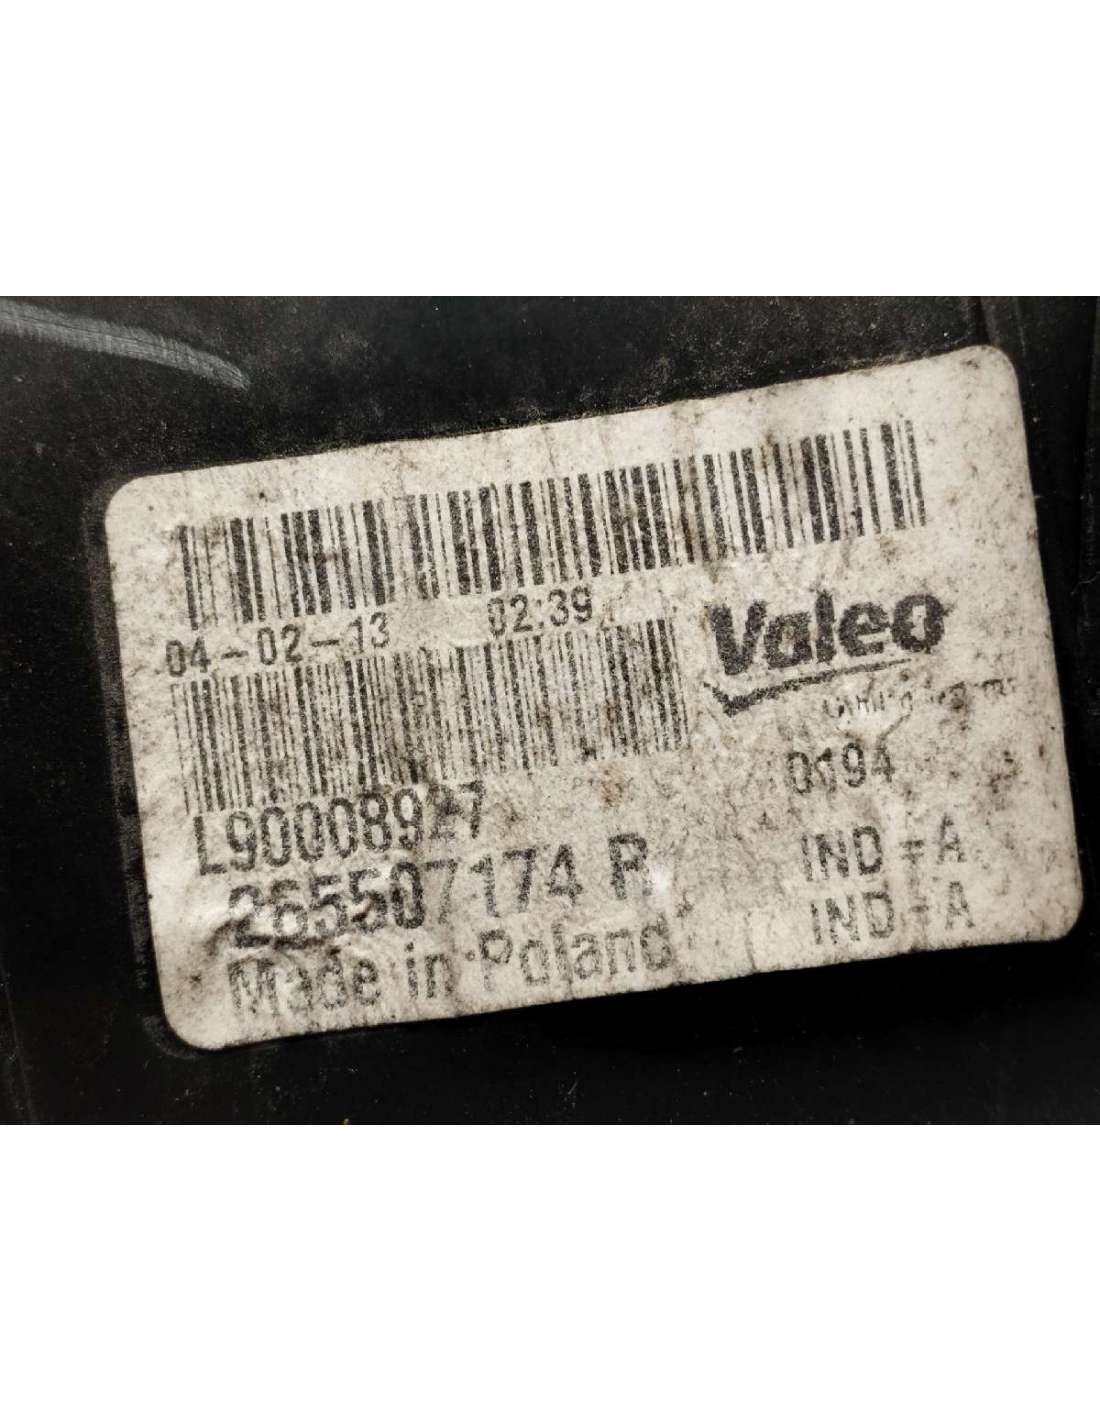 04-02-13 02:39
Valeo
0194
L90008927
265507174 R
IND - A
Made in Poland
IND - A